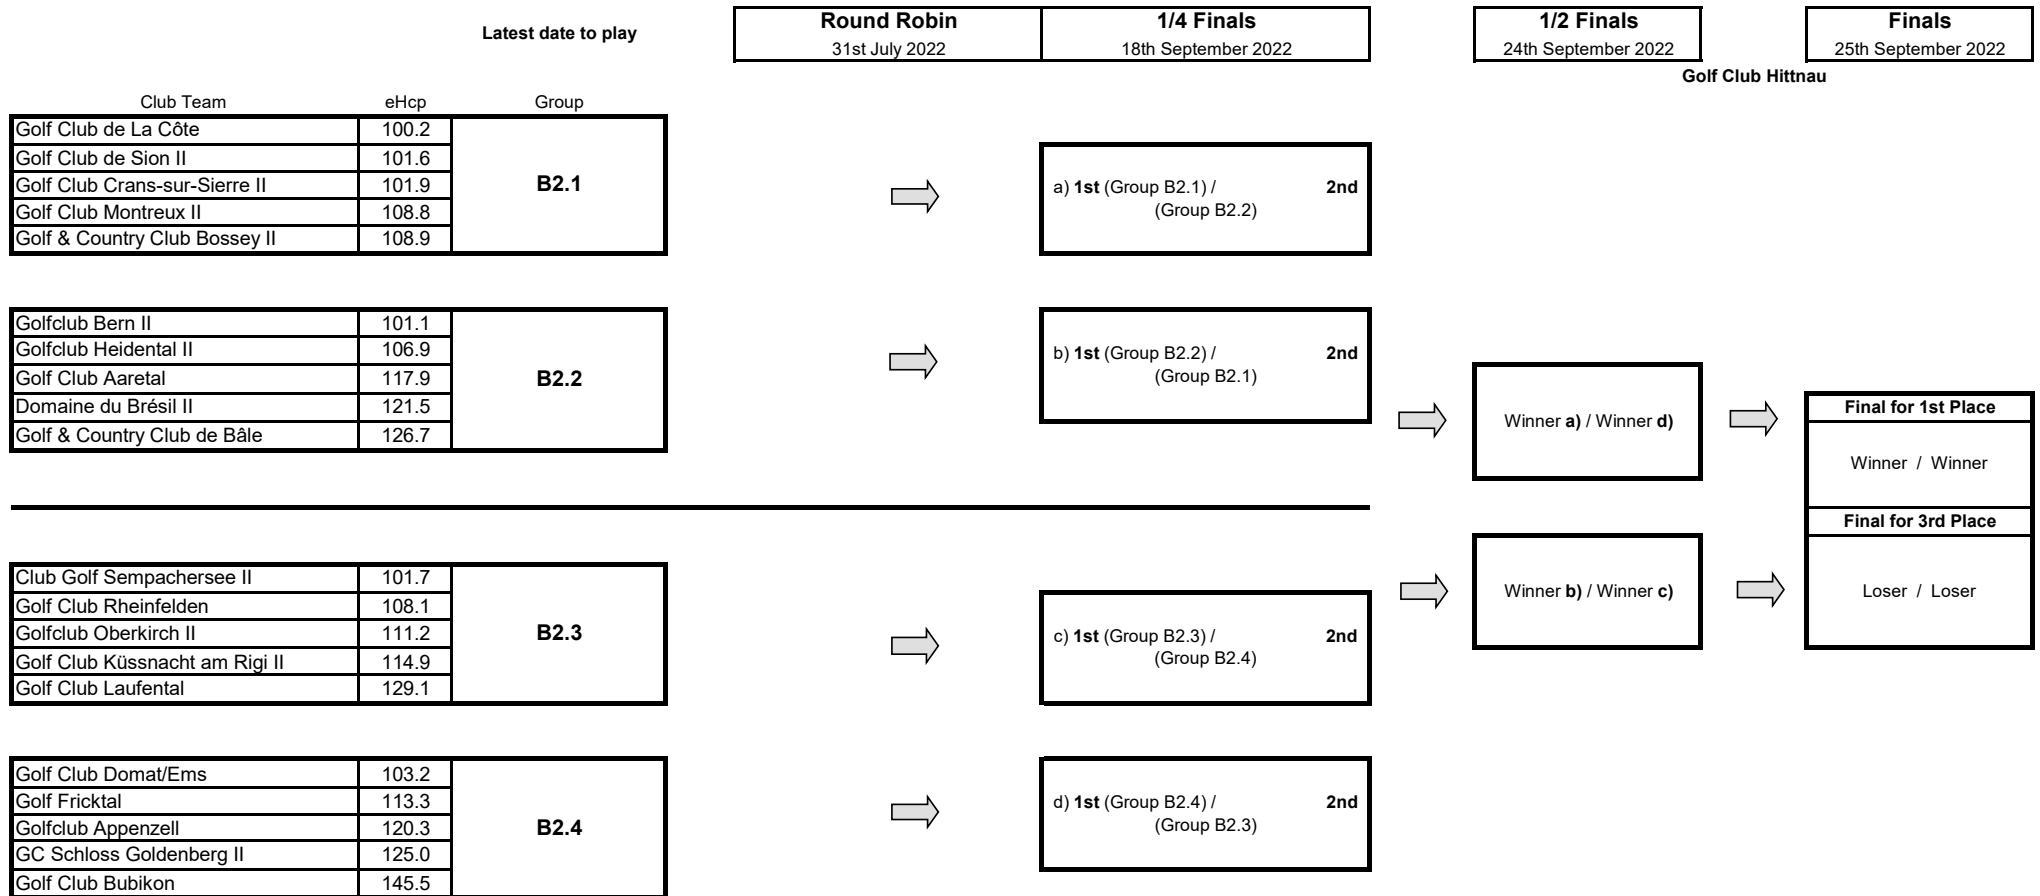 Latest date to play
Round Robin
31st July 2022
1/4 Finals
18th September 2022
1/2 Finals
24th September 2022
Finals
25th September 2022
Golf Club Hittnau
Club Team eHcp Group
Golf Club de La Côte 100.2
Golf Club de Sion II 101.6
Golf Club Crans-sur-Sierre II 101.9
Golf Club Montreux II 108.8
Golf & Country Club Bossey II 108.9
B2.1
a) 1st (Group B2.1) / 2nd
(Group B2.2)
Golfclub Bern II 101.1
Golfclub Heidental II 106.9
Golf Club Aaretal 117.9
Domaine du Brésil II 121.5
Golf & Country Club de Bâle 126.7
B2.2
b) 1st (Group B2.2) / 2nd
(Group B2.1)
Winner a) / Winner d)
Final for 1st Place
Winner / Winner
Final for 3rd Place
Loser / Loser
Winner b) / Winner c)
Club Golf Sempachersee II 101.7
Golf Club Rheinfelden 108.1
Golfclub Oberkirch II 111.2
Golf Club Küssnacht am Rigi II 114.9
Golf Club Laufental 129.1
B2.3
c) 1st (Group B2.3) / 2nd
(Group B2.4)
Golf Club Domat/Ems 103.2
Golf Fricktal 113.3
Golfclub Appenzell 120.3
GC Schloss Goldenberg II 125.0
Golf Club Bubikon 145.5
B2.4
d) 1st (Group B2.4) / 2nd
(Group B2.3)